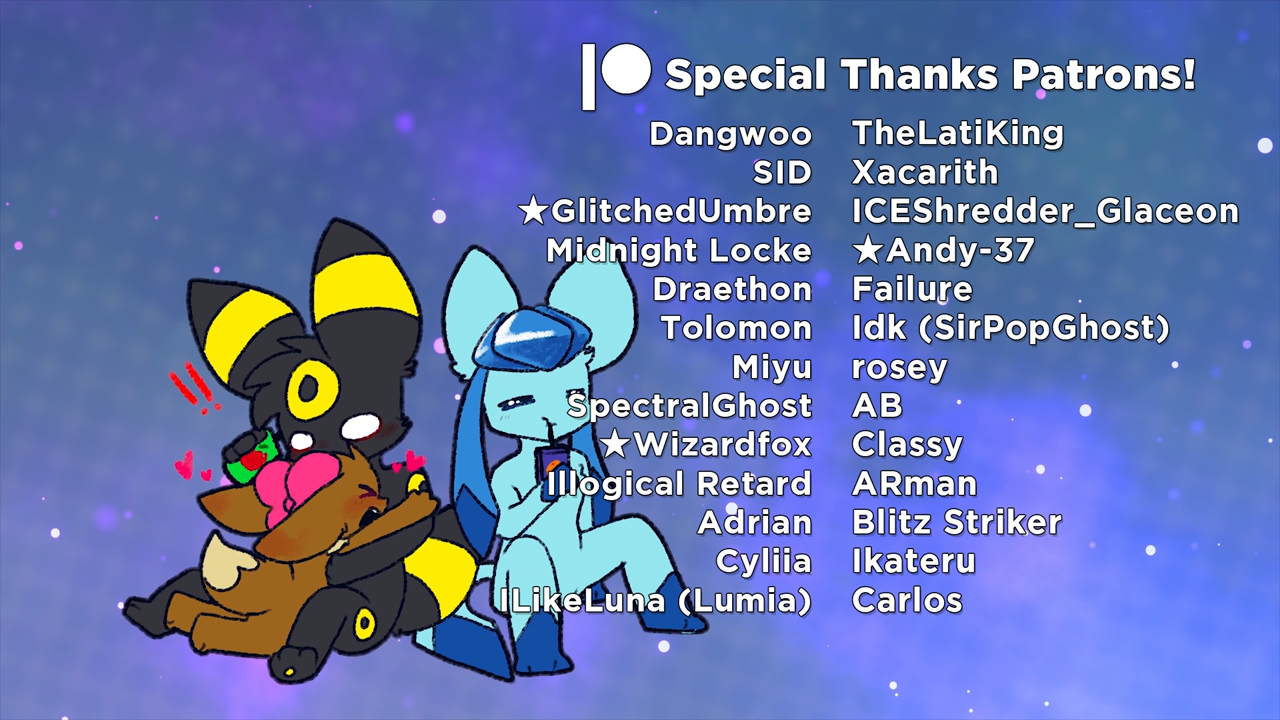 Special Thanks Patrons!
Dangwoo TheLatiKing
SID Xacarith
★GlitchedUmbre ICEShredder_Glaceon
Midnight Locke ★Andy-37
Draethon Failure
Tolomon Idk (SirPopGhost)
Miyu rosey
SpectralGhost AB
★Wizardfox Classy
Illogical Retard ARman
Adrian Blitz Striker
Cyliia Ikateru
ILikeLuna (Lumia) Carlos
!!